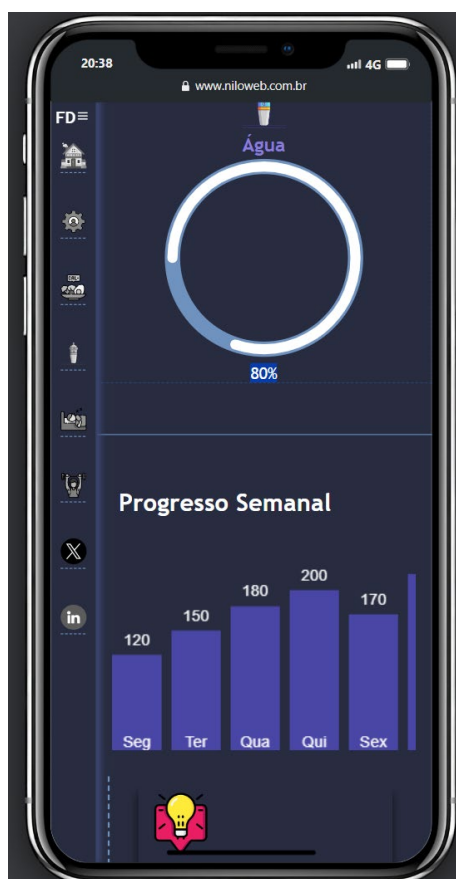 20:38
4G
www.niloweb.com.br
FD
Água
80%
Progresso Semanal
120 150 180 200 170
Seg Ter Qua Qui Sex
X
in